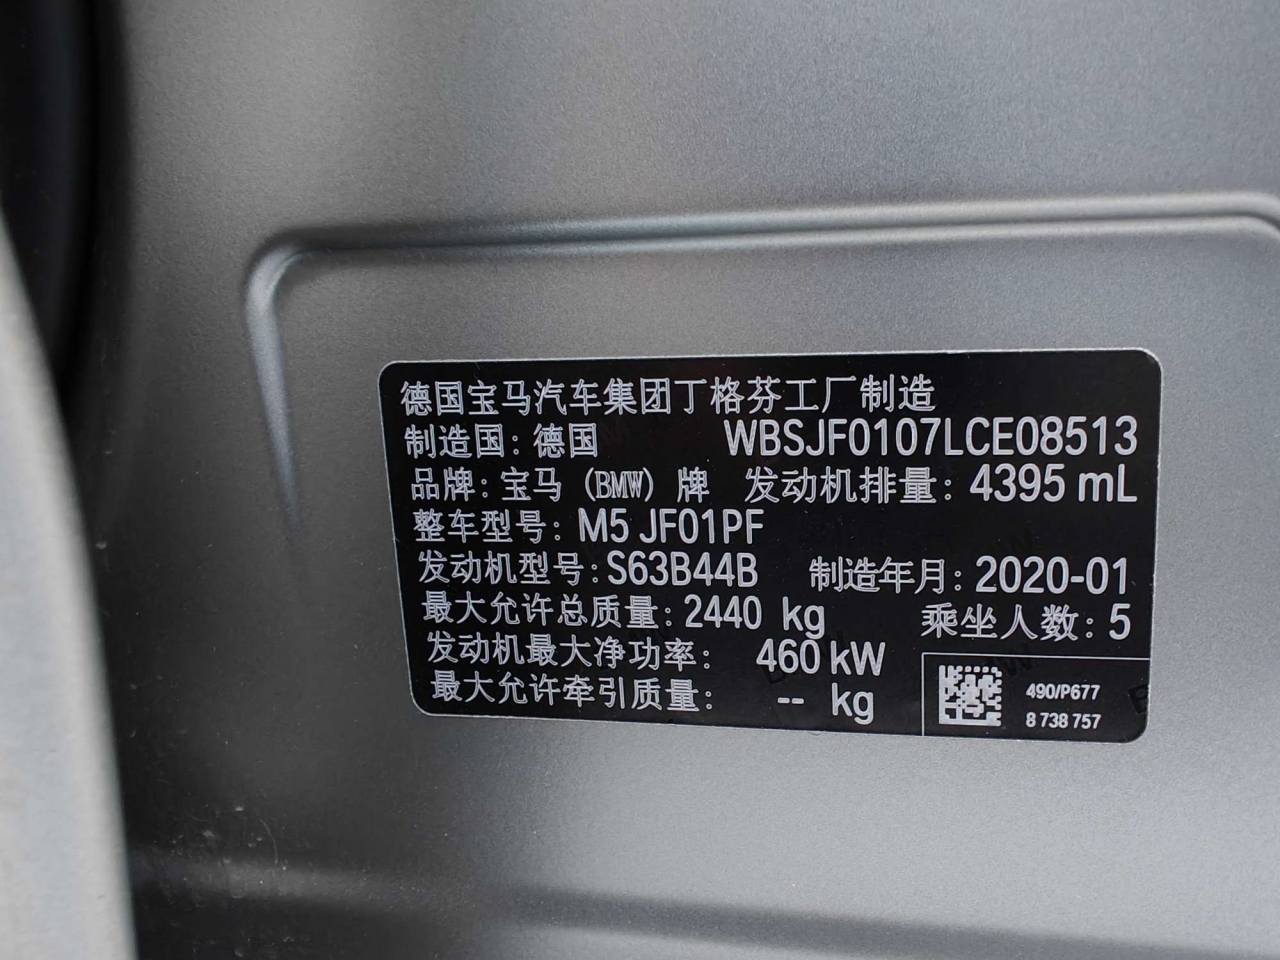 德国宝马汽车集团丁格芬工厂制造
制造国：德国 WBSJF0107LCE08513
品牌：宝马（BMW）牌 发动机排量：4395 mL
整车型号：M5 JF01PF
发动机型号：S63B44B 制造年月：2020-01
最大允许总质量：2440 kg 乘坐人数：5
发动机最大净功率： 460 kW
最大允许牵引质量： -- kg
490/P677
8 738 757